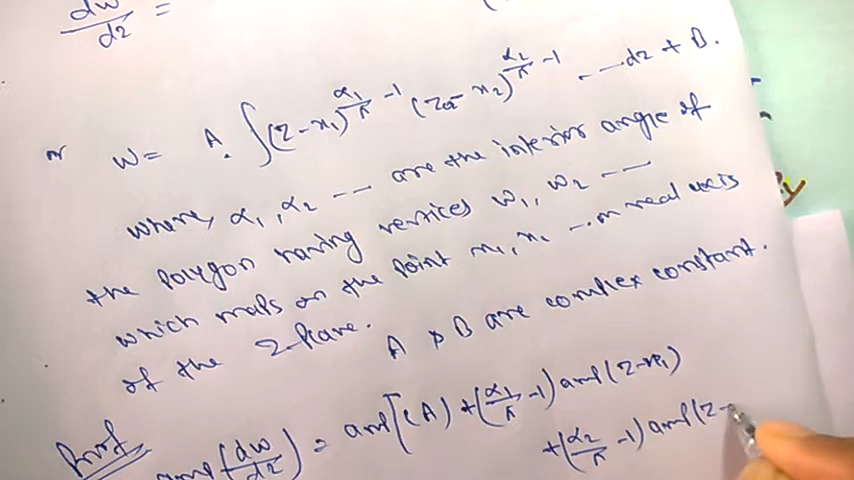 dw/dz =
or w = A. ∫(z-x₁)^(α₁/π -1) (z - x₂)^(α₂/π -1) ... dz + B.
where, α₁, α₂ --- are the interior angle of
the polygon having vertices w₁, w₂ ---
which maps on the point x₁, x₂ --- on real axis
of the z plane.
A & B are complex constant.
Proof amp(dw/dz) = amp(A) + (α₁/π -1) amp(z-x₁)
+(α₂/π -1) amp(z-